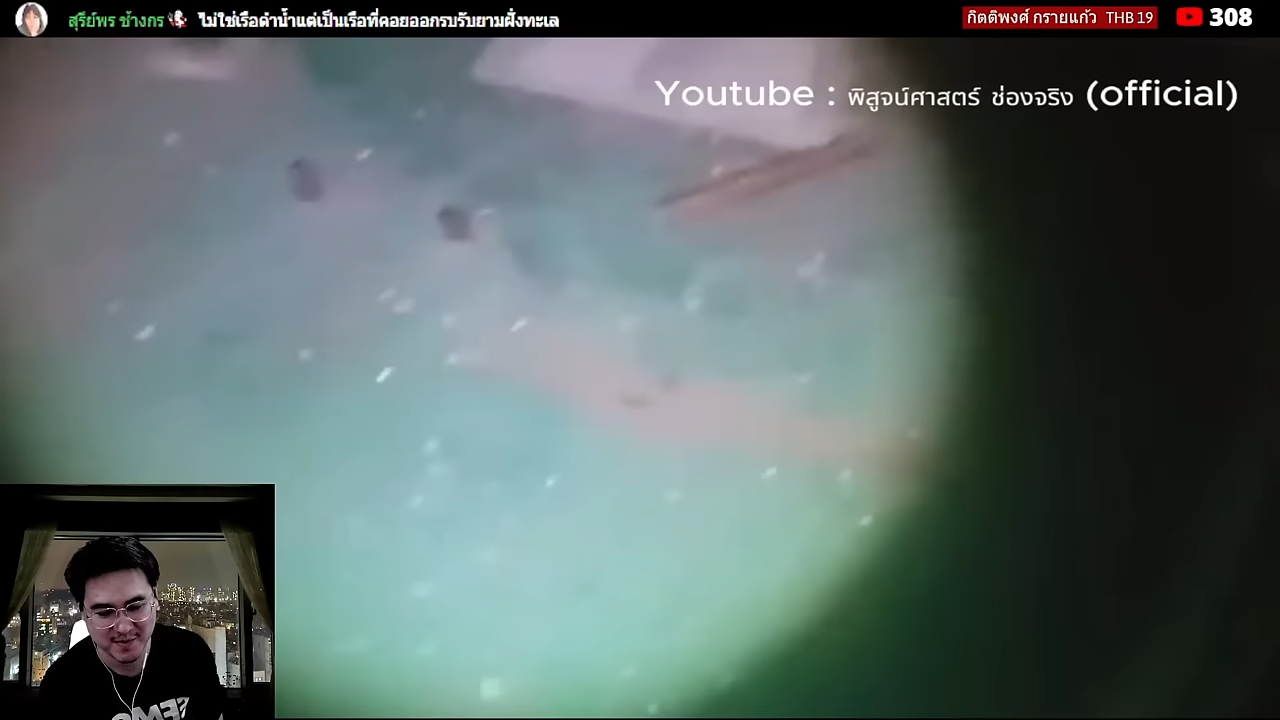 สุรีย์พร ช้างกร ไม่ใช่เรือดำน้ำแต่เป็นเรือที่คอยออกรบรับยามฝั่งทะเล
กิตติพงศ์ กรายแก้ว THB 19
308
Youtube : พิสูจน์ศาสตร์ ช่องจริง (official)